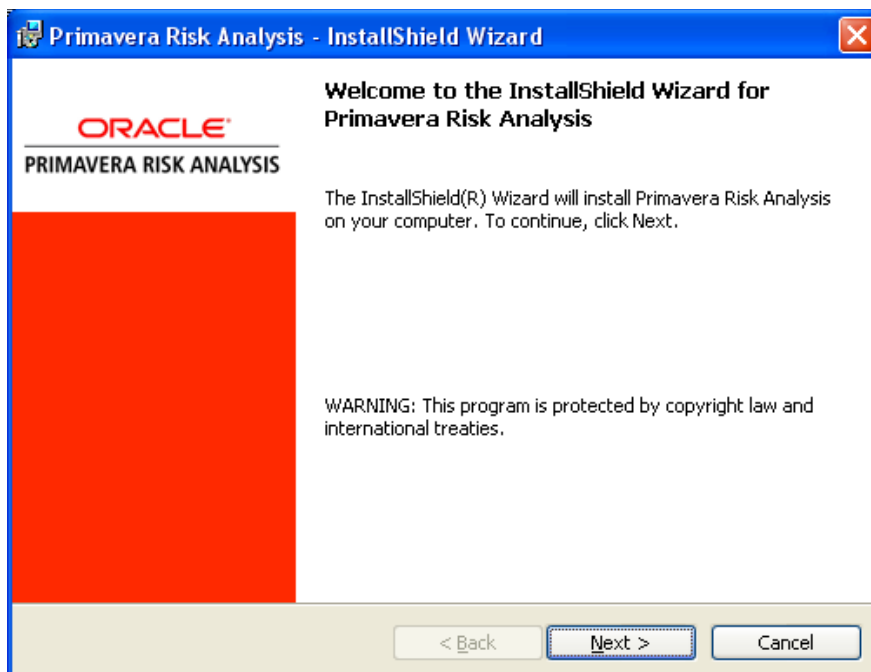 Primavera Risk Analysis - InstallShield Wizard
ORACLE
PRIMAVERA RISK ANALYSIS
Welcome to the InstallShield Wizard for
Primavera Risk Analysis
The InstallShield(R) Wizard will install Primavera Risk Analysis
on your computer. To continue, click Next.
WARNING: This program is protected by copyright law and
international treaties.
< Back
Next >
Cancel